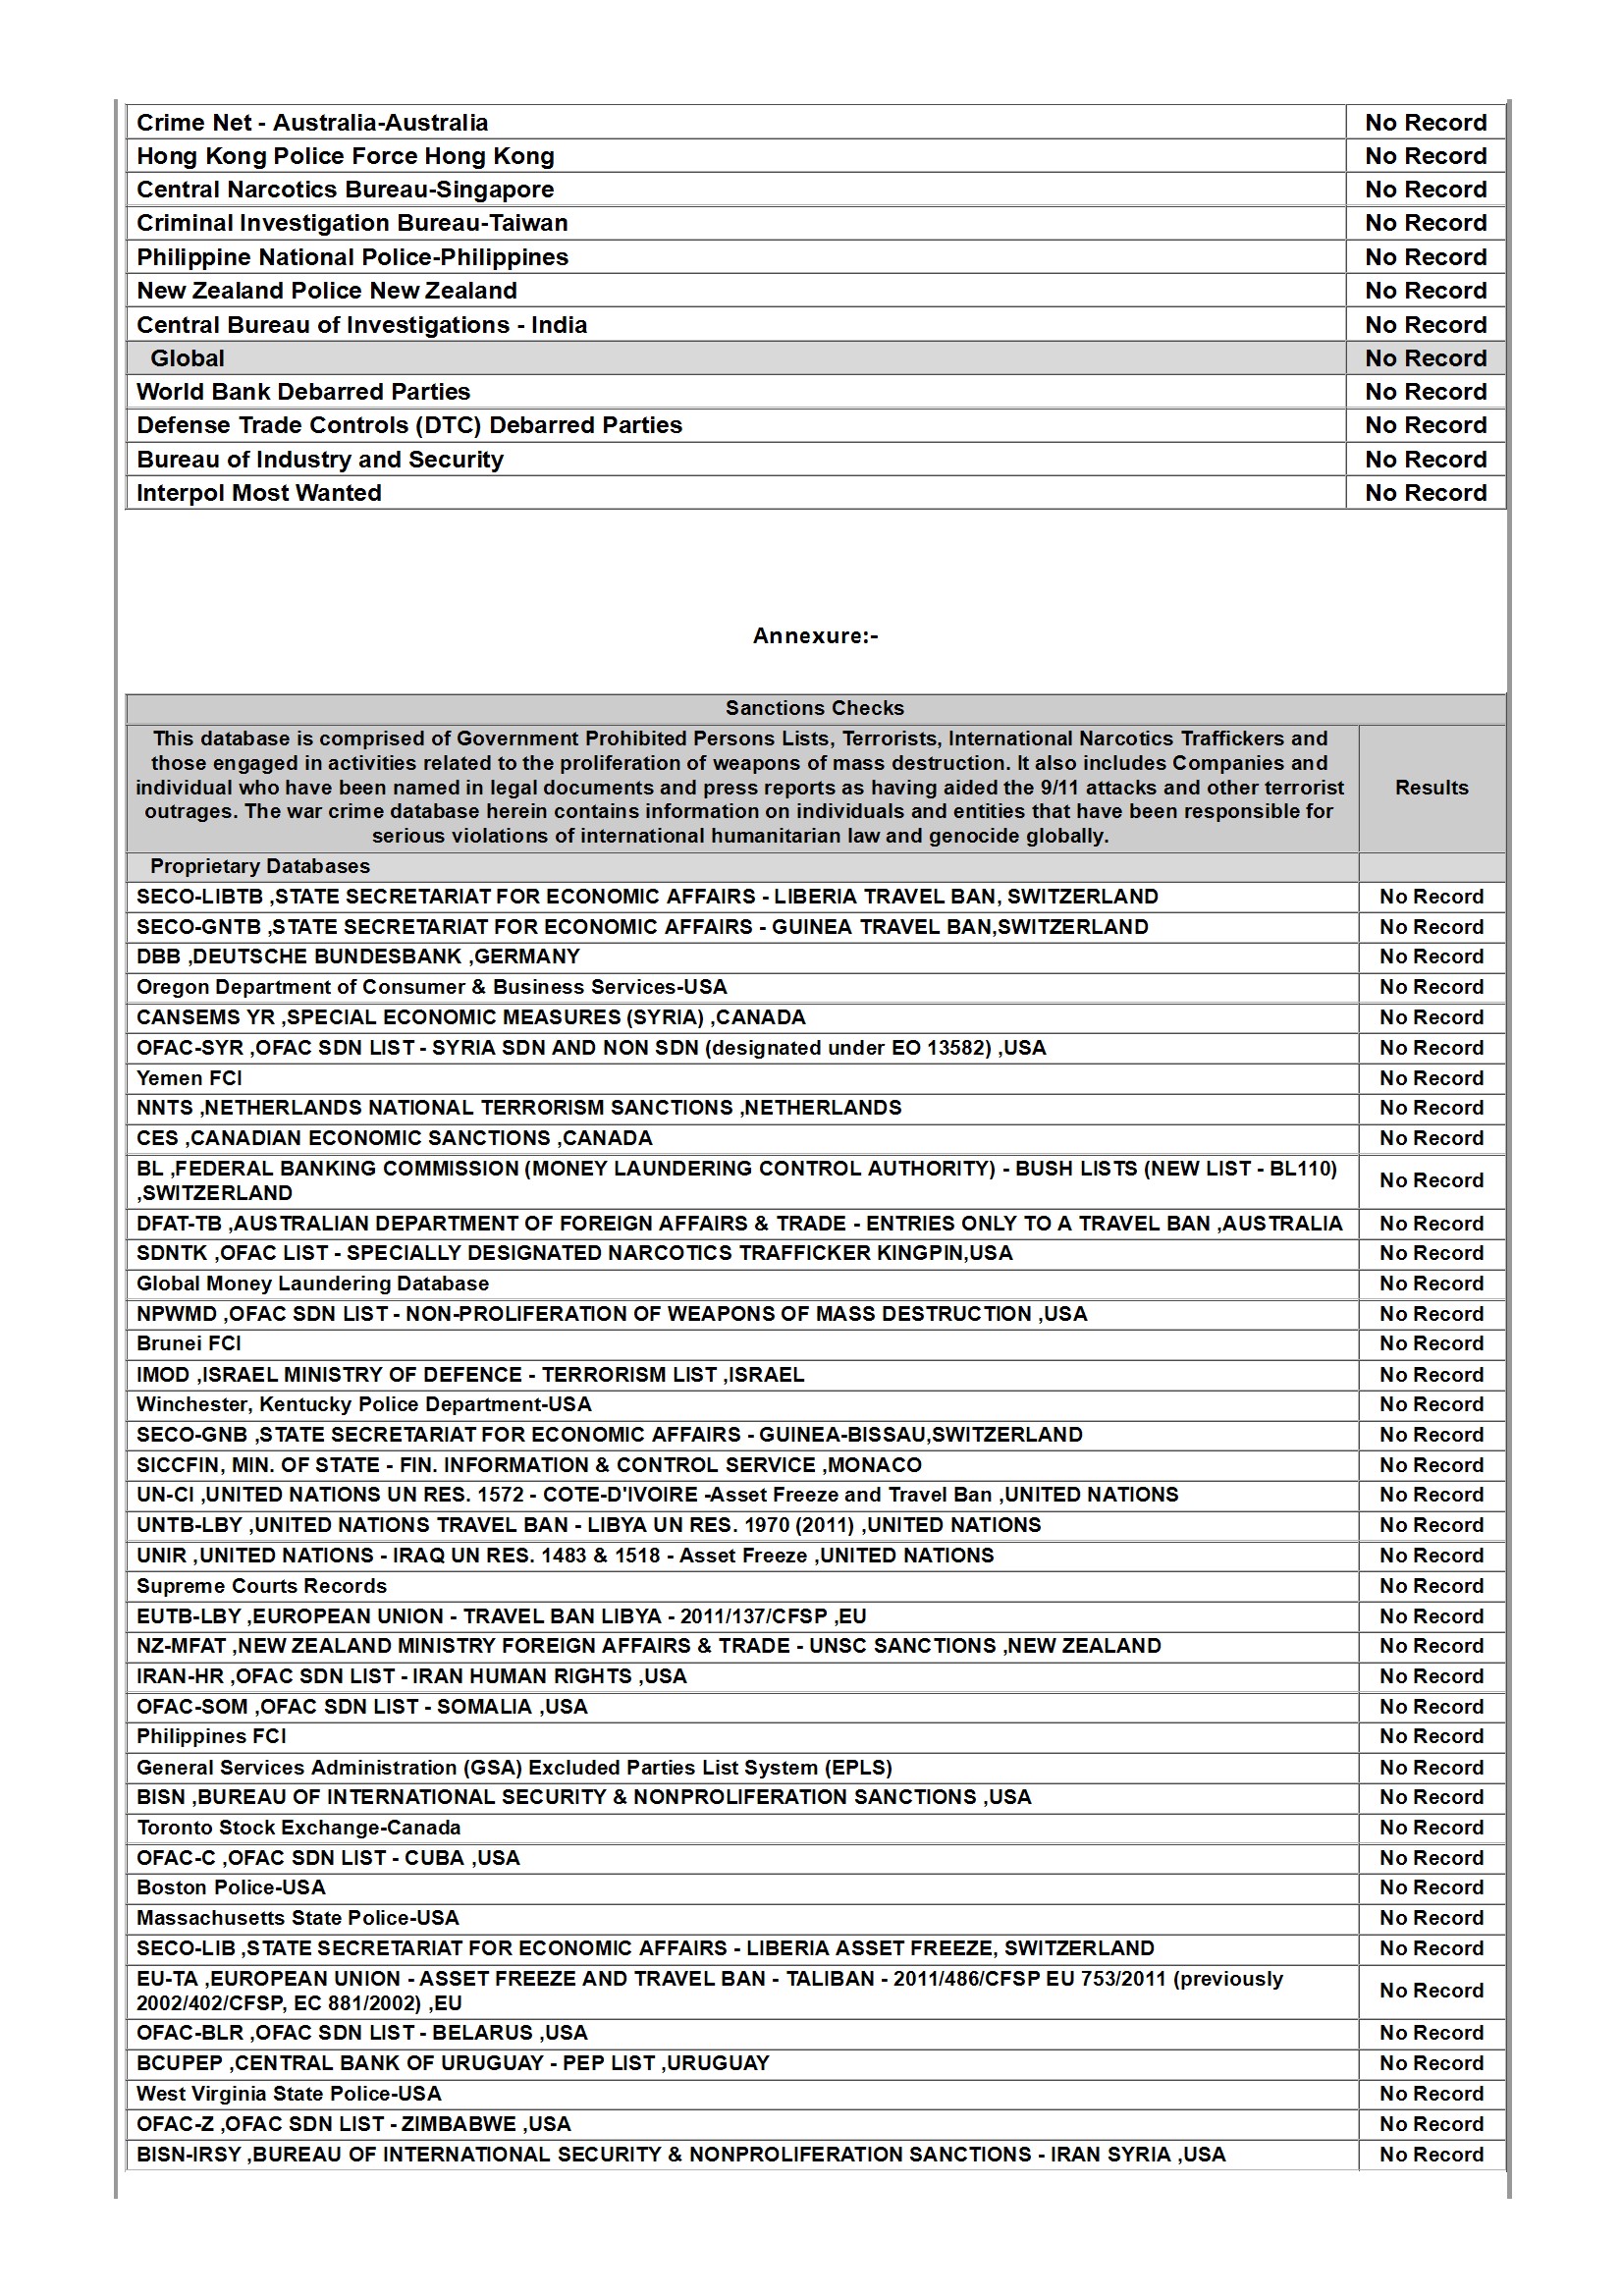 Crime Net - Australia-Australia No Record
Hong Kong Police Force Hong Kong No Record
Central Narcotics Bureau-Singapore No Record
Criminal Investigation Bureau-Taiwan No Record
Philippine National Police-Philippines No Record
New Zealand Police New Zealand No Record
Central Bureau of Investigations - India No Record
Global No Record
World Bank Debarred Parties No Record
Defense Trade Controls (DTC) Debarred Parties No Record
Bureau of Industry and Security No Record
Interpol Most Wanted No Record
Annexure:-
Sanctions Checks
This database is comprised of Government Prohibited Persons Lists, Terrorists, International Narcotics Traffickers and
those engaged in activities related to the proliferation of weapons of mass destruction. It also includes Companies and
individual who have been named in legal documents and press reports as having aided the 9/11 attacks and other terrorist
outrages. The war crime database herein contains information on individuals and entities that have been responsible for
serious violations of international humanitarian law and genocide globally.
Results
Proprietary Databases
SECO-LIBTB ,STATE SECRETARIAT FOR ECONOMIC AFFAIRS - LIBERIA TRAVEL BAN, SWITZERLAND No Record
SECO-GNTB ,STATE SECRETARIAT FOR ECONOMIC AFFAIRS - GUINEA TRAVEL BAN,SWITZERLAND No Record
DBB ,DEUTSCHE BUNDESBANK ,GERMANY No Record
Oregon Department of Consumer & Business Services-USA No Record
CANSEMS YR ,SPECIAL ECONOMIC MEASURES (SYRIA) ,CANADA No Record
OFAC-SYR ,OFAC SDN LIST - SYRIA SDN AND NON SDN (designated under EO 13582) ,USA No Record
Yemen FCI No Record
NNTS ,NETHERLANDS NATIONAL TERRORISM SANCTIONS ,NETHERLANDS No Record
CES ,CANADIAN ECONOMIC SANCTIONS ,CANADA No Record
BL ,FEDERAL BANKING COMMISSION (MONEY LAUNDERING CONTROL AUTHORITY) - BUSH LISTS (NEW LIST - BL110)
,SWITZERLAND No Record
DFAT-TB ,AUSTRALIAN DEPARTMENT OF FOREIGN AFFAIRS & TRADE - ENTRIES ONLY TO A TRAVEL BAN ,AUSTRALIA No Record
SDNTK ,OFAC LIST - SPECIALLY DESIGNATED NARCOTICS TRAFFICKER KINGPIN,USA No Record
Global Money Laundering Database No Record
NPWMD ,OFAC SDN LIST - NON-PROLIFERATION OF WEAPONS OF MASS DESTRUCTION ,USA No Record
Brunei FCI No Record
IMOD ,ISRAEL MINISTRY OF DEFENCE - TERRORISM LIST ,ISRAEL No Record
Winchester, Kentucky Police Department-USA No Record
SECO-GNB ,STATE SECRETARIAT FOR ECONOMIC AFFAIRS - GUINEA-BISSAU,SWITZERLAND No Record
SICCFIN, MIN. OF STATE - FIN. INFORMATION & CONTROL SERVICE ,MONACO No Record
UN-CI ,UNITED NATIONS UN RES. 1572 - COTE-D'IVOIRE -Asset Freeze and Travel Ban ,UNITED NATIONS No Record
UNTB-LBY ,UNITED NATIONS TRAVEL BAN - LIBYA UN RES. 1970 (2011) ,UNITED NATIONS No Record
UNIR ,UNITED NATIONS - IRAQ UN RES. 1483 & 1518 - Asset Freeze ,UNITED NATIONS No Record
Supreme Courts Records No Record
EUTB-LBY ,EUROPEAN UNION - TRAVEL BAN LIBYA - 2011/137/CFSP ,EU No Record
NZ-MFAT ,NEW ZEALAND MINISTRY FOREIGN AFFAIRS & TRADE - UNSC SANCTIONS ,NEW ZEALAND No Record
IRAN-HR ,OFAC SDN LIST - IRAN HUMAN RIGHTS ,USA No Record
OFAC-SOM ,OFAC SDN LIST - SOMALIA ,USA No Record
Philippines FCI No Record
General Services Administration (GSA) Excluded Parties List System (EPLS) No Record
BISN ,BUREAU OF INTERNATIONAL SECURITY & NONPROLIFERATION SANCTIONS ,USA No Record
Toronto Stock Exchange-Canada No Record
OFAC-C ,OFAC SDN LIST - CUBA ,USA No Record
Boston Police-USA No Record
Massachusetts State Police-USA No Record
SECO-LIB ,STATE SECRETARIAT FOR ECONOMIC AFFAIRS - LIBERIA ASSET FREEZE, SWITZERLAND No Record
EU-TA ,EUROPEAN UNION - ASSET FREEZE AND TRAVEL BAN - TALIBAN - 2011/486/CFSP EU 753/2011 (previously
2002/402/CFSP, EC 881/2002) ,EU No Record
OFAC-BLR ,OFAC SDN LIST - BELARUS ,USA No Record
BCUPEP ,CENTRAL BANK OF URUGUAY - PEP LIST ,URUGUAY No Record
West Virginia State Police-USA No Record
OFAC-Z ,OFAC SDN LIST - ZIMBABWE ,USA No Record
BISN-IRSY ,BUREAU OF INTERNATIONAL SECURITY & NONPROLIFERATION SANCTIONS - IRAN SYRIA ,USA No Record